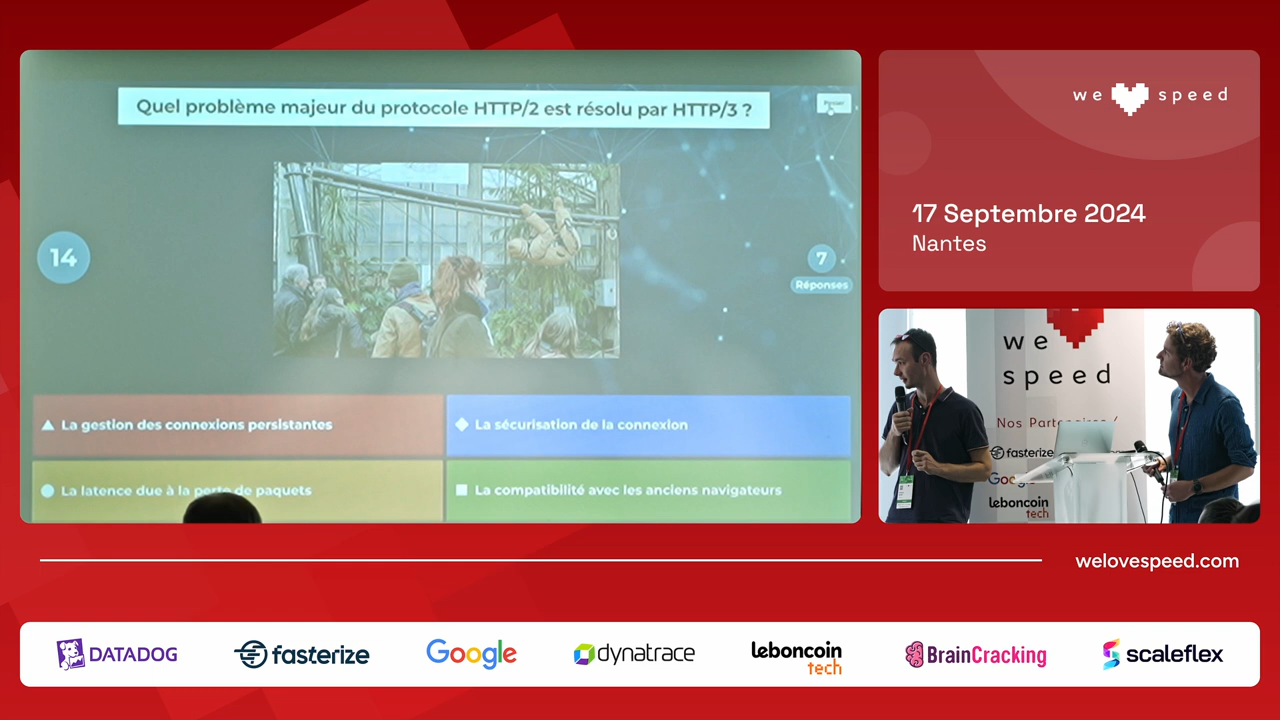 Quel problème majeur du protocole HTTP/2 est résolu par HTTP/3 ?
14
7
Réponses
La gestion des connexions persistantes
La sécurisation de la connexion
La latence due à la perte de paquets
La compatibilité avec les anciens navigateurs
we speed
17 Septembre 2024
Nantes
we
speed
Nos Partenaires /
fasterize
Google
leboncoin
tech
welovespeed.com
DATADOG
fasterize
Google
dynatrace
leboncoin
tech
BrainCracking
scaleflex